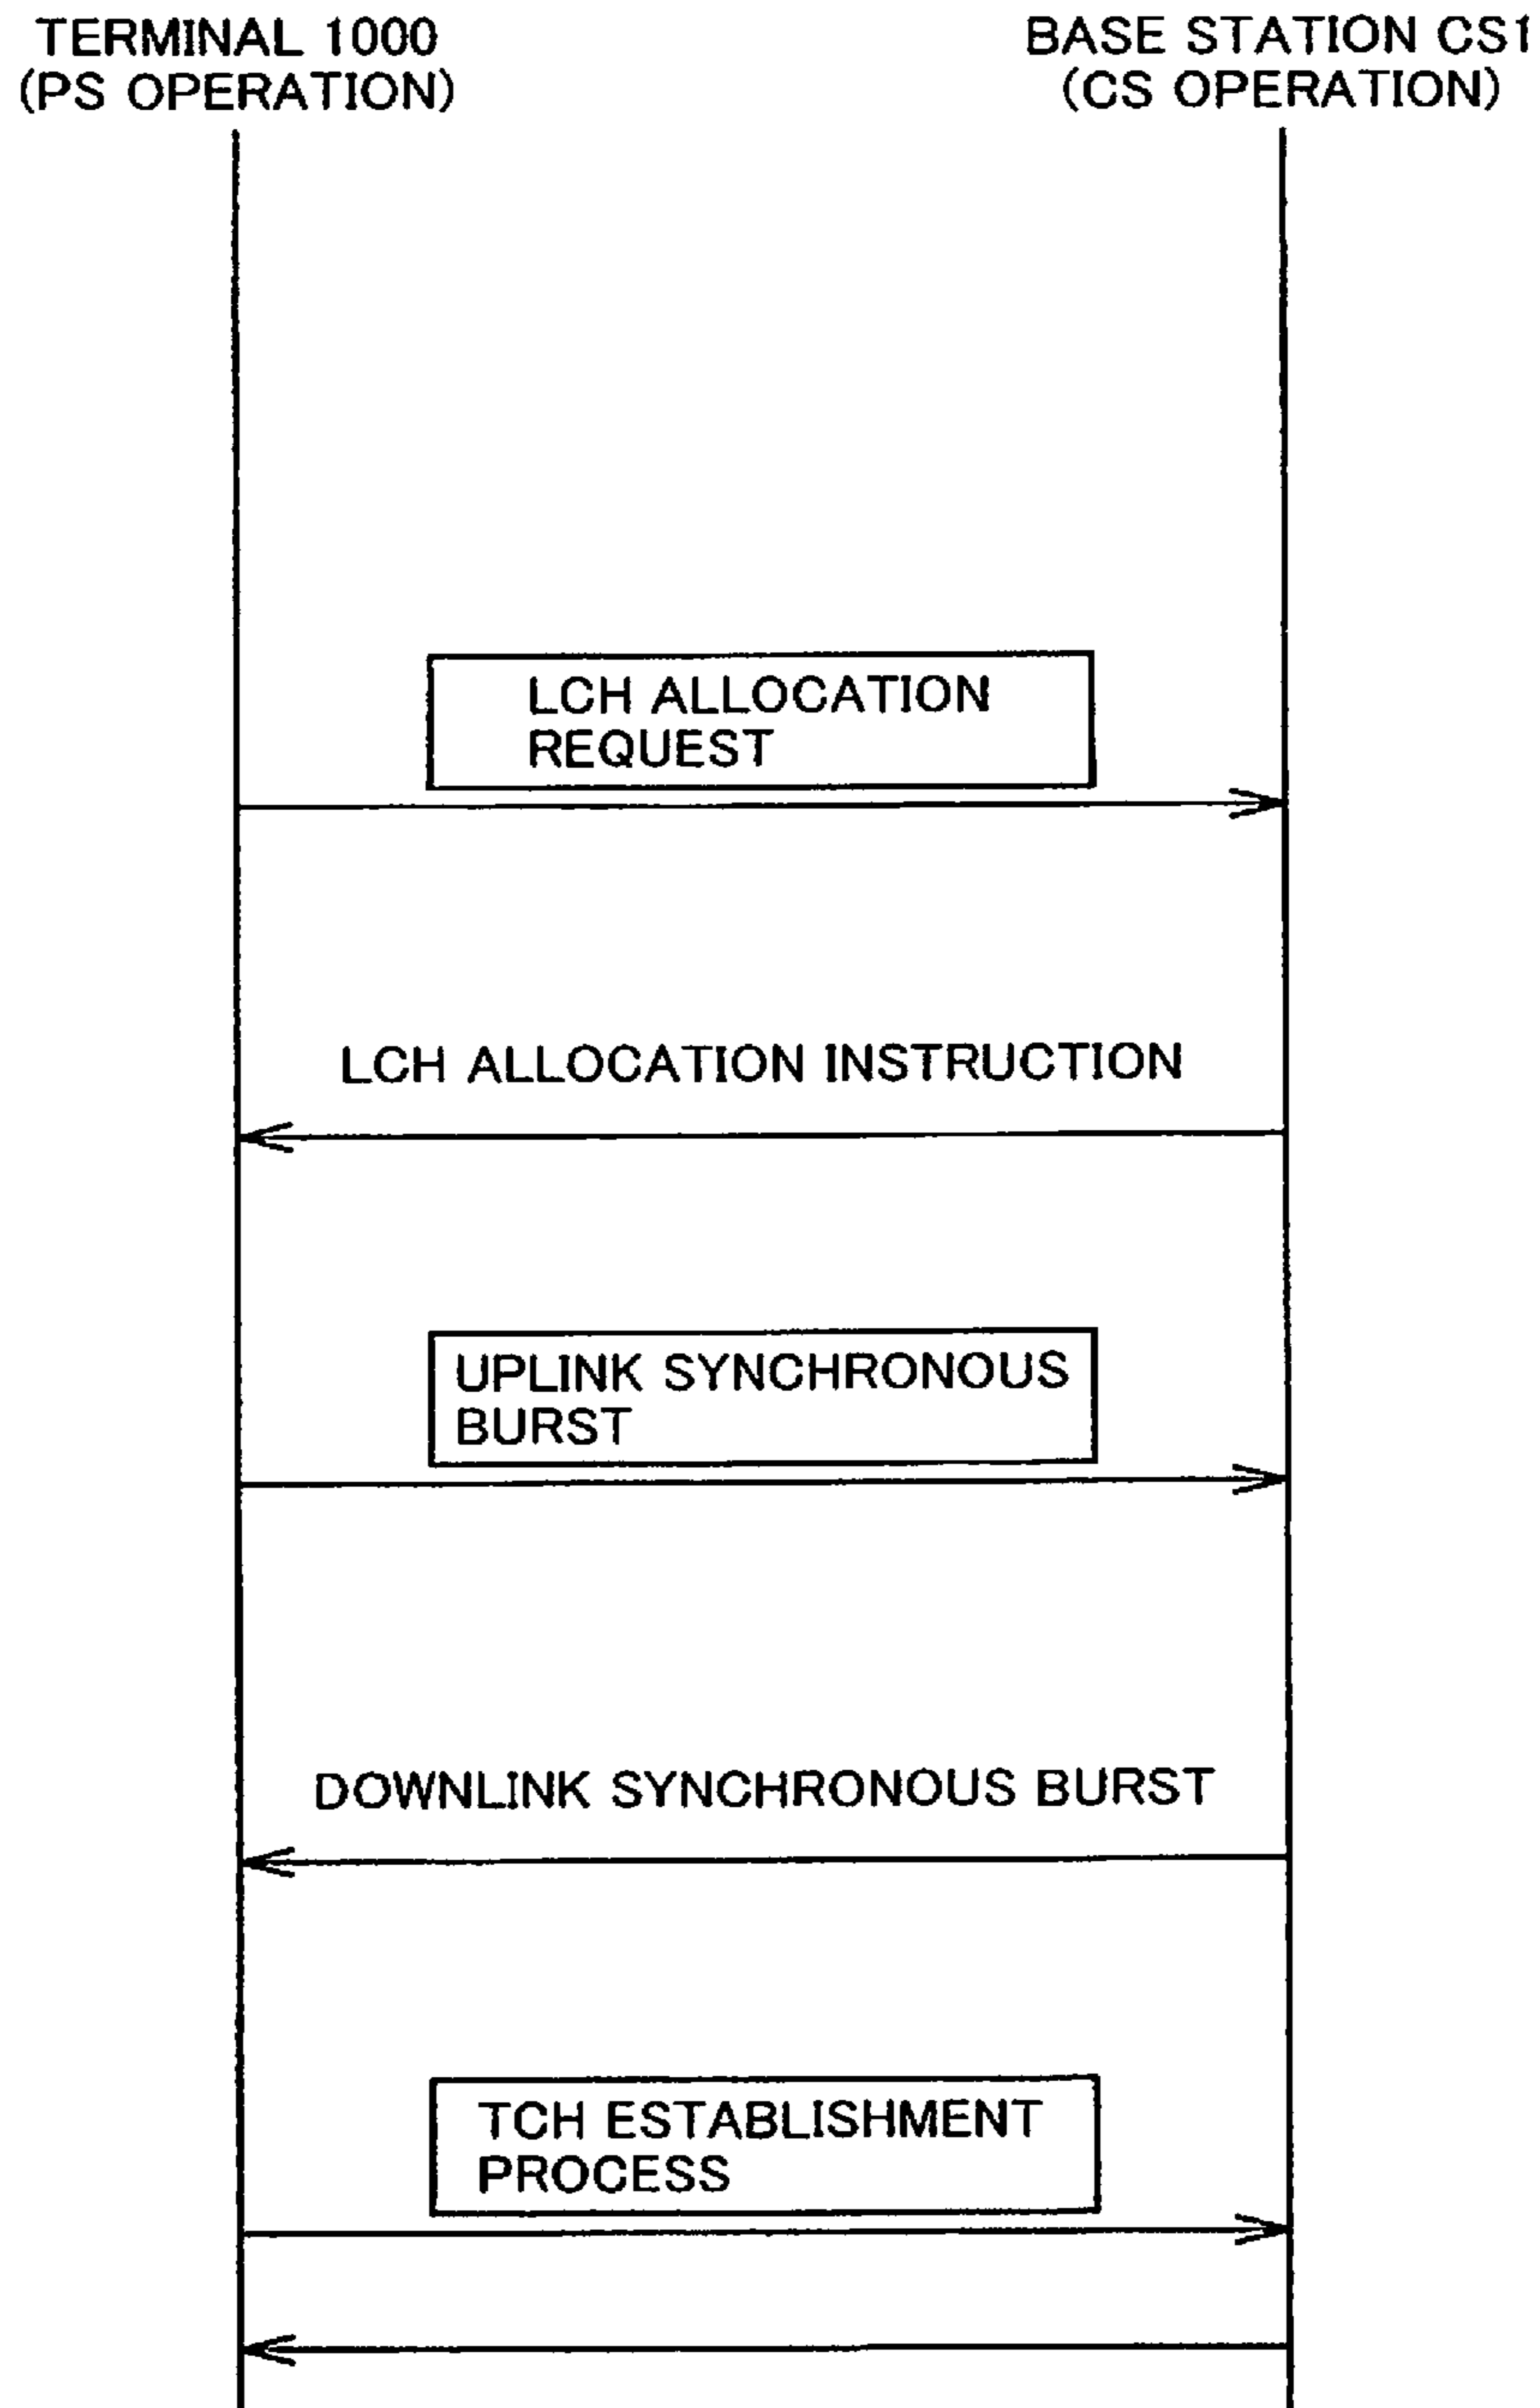 TERMINAL 1000
(PS OPERATION)
BASE STATION CS1
(CS OPERATION)
LCH ALLOCATION
REQUEST
LCH ALLOCATION INSTRUCTION
UPLINK SYNCHRONOUS
BURST
DOWNLINK SYNCHRONOUS BURST
TCH ESTABLISHMENT
PROCESS